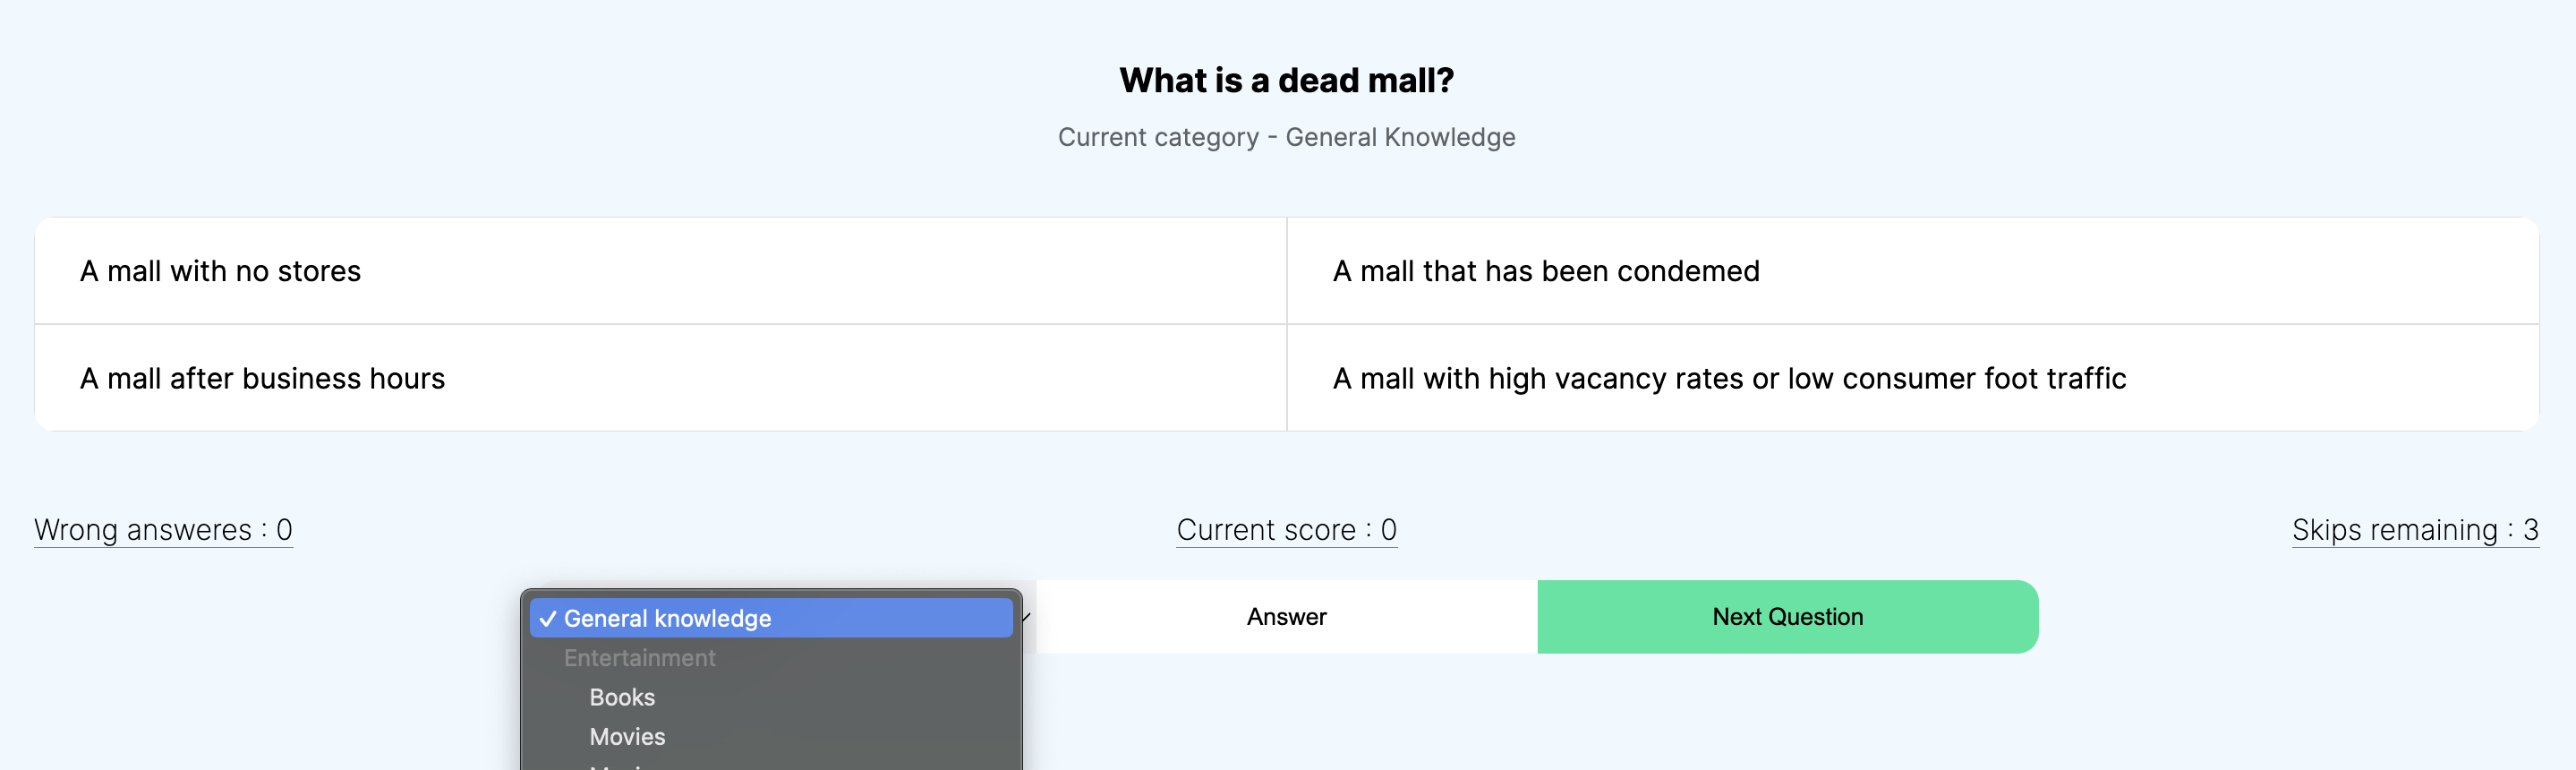 What is a dead mall?
Current category - General Knowledge
A mall with no stores
A mall that has been condemed
A mall after business hours
A mall with high vacancy rates or low consumer foot traffic
Wrong answeres : 0
Current score : 0
Skips remaining : 3
✓ General knowledge
Answer
Next Question
Entertainment
Books
Movies